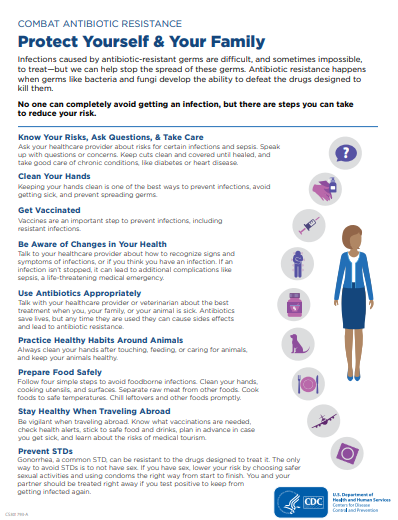 COMBAT ANTIBIOTIC RESISTANCE
Protect Yourself & Your Family
Infections caused by antibiotic-resistant germs are difficult, and sometimes impossible,
to treat—but we can help stop the spread of these germs. Antibiotic resistance happens
when germs like bacteria and fungi develop the ability to defeat the drugs designed to
kill them.
No one can completely avoid getting an infection, but there are steps you can take
to reduce your risk.
Know Your Risks, Ask Questions, & Take Care
Ask your healthcare provider about risks for certain infections and sepsis. Speak
up with questions or concerns. Keep cuts clean and covered until healed, and
take good care of chronic conditions, like diabetes or heart disease.
Clean Your Hands
Keeping your hands clean is one of the best ways to prevent infections, avoid
getting sick, and prevent spreading germs.
Get Vaccinated
Vaccines are an important step to prevent infections, including
resistant infections.
Be Aware of Changes in Your Health
Talk to your healthcare provider about how to recognize signs and
symptoms of infections, or if you think you have an infection. If an
infection isn't stopped, it can lead to additional complications like
sepsis, a life-threatening medical emergency.
Use Antibiotics Appropriately
Talk with your healthcare provider or veterinarian about the best
treatment when you, your family, or your animal is sick. Antibiotics
save lives, but any time they are used they can cause sides effects
and lead to antibiotic resistance.
Practice Healthy Habits Around Animals
Always clean your hands after touching, feeding, or caring for animals,
and keep your animals healthy.
Prepare Food Safely
Follow four simple steps to avoid foodborne infections. Clean your hands,
cooking utensils, and surfaces. Separate raw meat from other foods. Cook
foods to safe temperatures. Chill leftovers and other foods promptly.
Stay Healthy When Traveling Abroad
Be vigilant when traveling abroad. Know what vaccinations are needed,
check health alerts, stick to safe food and drinks, plan in advance in case
you get sick, and learn about the risks of medical tourism.
Prevent STDs
Gonorrhea, a common STD, can be resistant to the drugs designed to treat it. The only
way to avoid STDs is to not have sex. If you have sex, lower your risk by choosing safer
sexual activities and using condoms the right way from start to finish. You and your
partner should be treated right away if you test positive to keep from
getting infected again.
CDC
U.S. Department of
Health and Human Services
Centers for Disease
Control and Prevention